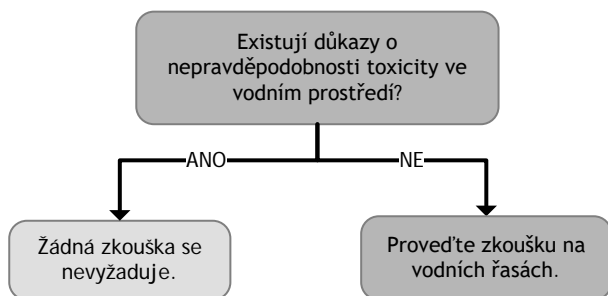 Existují důkazy o
nepravděpodobnosti toxicity ve
vodním prostředí?
ANO
NE
Žádná zkouška se
nevyžaduje.
Proveďte zkoušku na
vodních řasách.